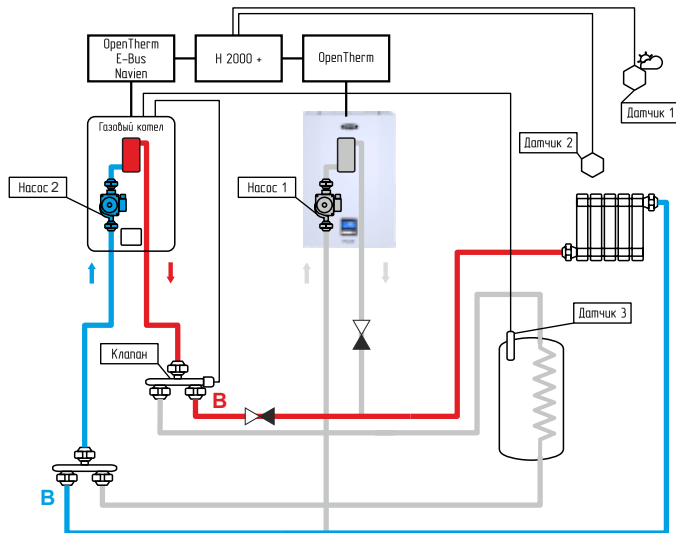 OpenTherm
E-Bus
Navien
H 2000 +
OpenTherm
Датчик 1
Датчик 2
Газовый котел
Насос 2
Насос 1
Датчик 3
Клапан
B
B